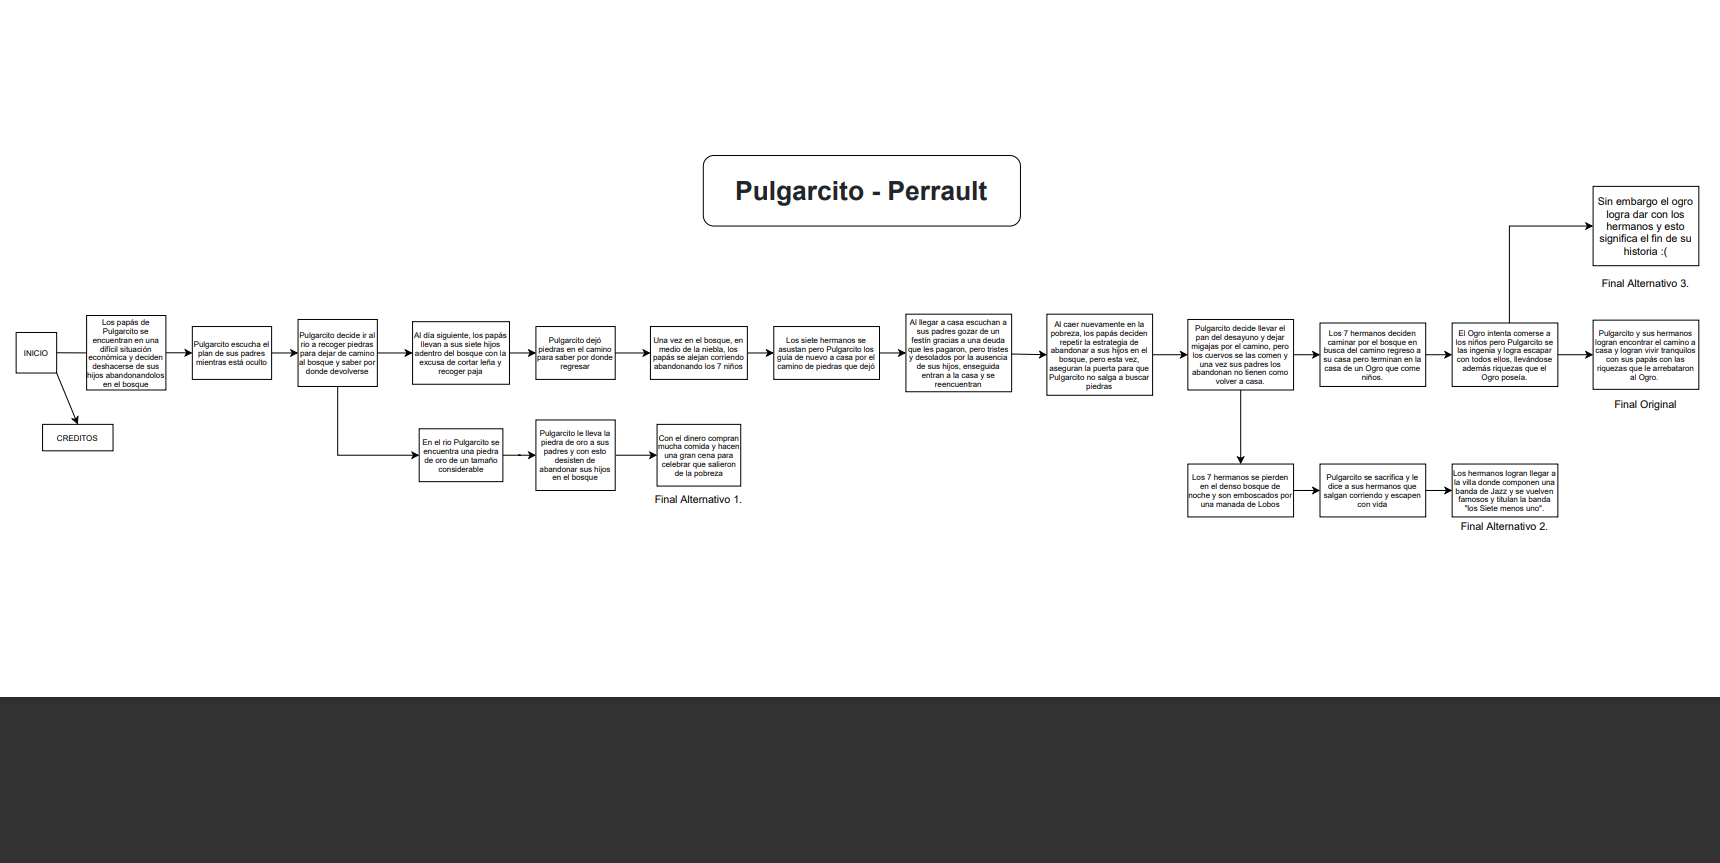 Pulgarcito - Perrault
INICIO
CREDITOS
Los papás de
Pulgarcito se
encuentran en una
dificil situación
económica y deciden
deshacerse de sus
hijos abandonandolos
en el bosque
Pulgarcito escucha el
plan de sus padres
mientras está oculto
Pulgarcito decide ir al
rio a recoger piedras
para dejar de camino
al bosque y saber por
donde devolverse
Al día siguiente, los papás
llevan a sus siete hijos
adentro del bosque con la
excusa de cortar leña y
recoger paja
Pulgarcito dejó
piedras en el camino
para saber por donde
regresar
Una vez en el bosque, en
medio de la niebla, los
papás se alejan corriendo
abandonando los 7 niños
Los siete hermanos se
asustan pero Pulgarcito los
guía de nuevo a casa por el
camino de piedras que dejó
Al llegar a casa escuchan a
sus padres gozar de un
festín gracias a una deuda
que les pagaron, pero tristes
y desolados por la ausencia
de sus hijos, enseguida
entran a la casa y se
reencuentran
Al caer nuevamente en la
pobreza, los papás deciden
repetir la estrategia de
abandonar a sus hijos en el
bosque, pero esta vez,
aseguran la puerta para que
Pulgarcito no salga a buscar
piedras
Pulgarcito decide llevar el
pan del desayuno y dejar
migajas por el camino, pero
los cuervos se las comen y
una vez sus padres los
abandonan no tienen como
volver a casa.
Los 7 hermanos deciden
caminar por el bosque en
busca del camino regreso a
su casa pero terminan en la
casa de un Ogro que come
niños.
El Ogro intenta comerse a
los niños pero Pulgarcito se
las ingenia y logra escapar
con todos ellos, llevándose
además riquezas que el
Ogro poseía.
Pulgarcito y sus hermanos
logran encontrar el camino a
casa y logran vivir tranquilos
con sus papás con las
riquezas que le arrebataron
al Ogro.
Final Original
Sin embargo el ogro
logra dar con los
hermanos y esto
significa el fin de su
historia :(
Final Alternativo 3.
En el rio Pulgarcito se
encuentra una piedra
de oro de un tamaño
considerable
Pulgarcito le lleva la
piedra de oro a sus
padres y con esto
desisten de
abandonar sus hijos
en el bosque
Con el dinero compran
mucha comida y hacen
una gran cena para
celebrar que salieron
de la pobreza
Final Alternativo 1.
Los 7 hermanos se pierden
en el denso bosque de
noche y son emboscados por
una manada de Lobos
Pulgarcito se sacrifica y le
dice a sus hermanos que
salgan corriendo y escapen
con vida
Los hermanos logran llegar a
la villa donde componen una
banda de Jazz y se vuelven
famosos y titulan la banda
"los Siete menos uno".
Final Alternativo 2.